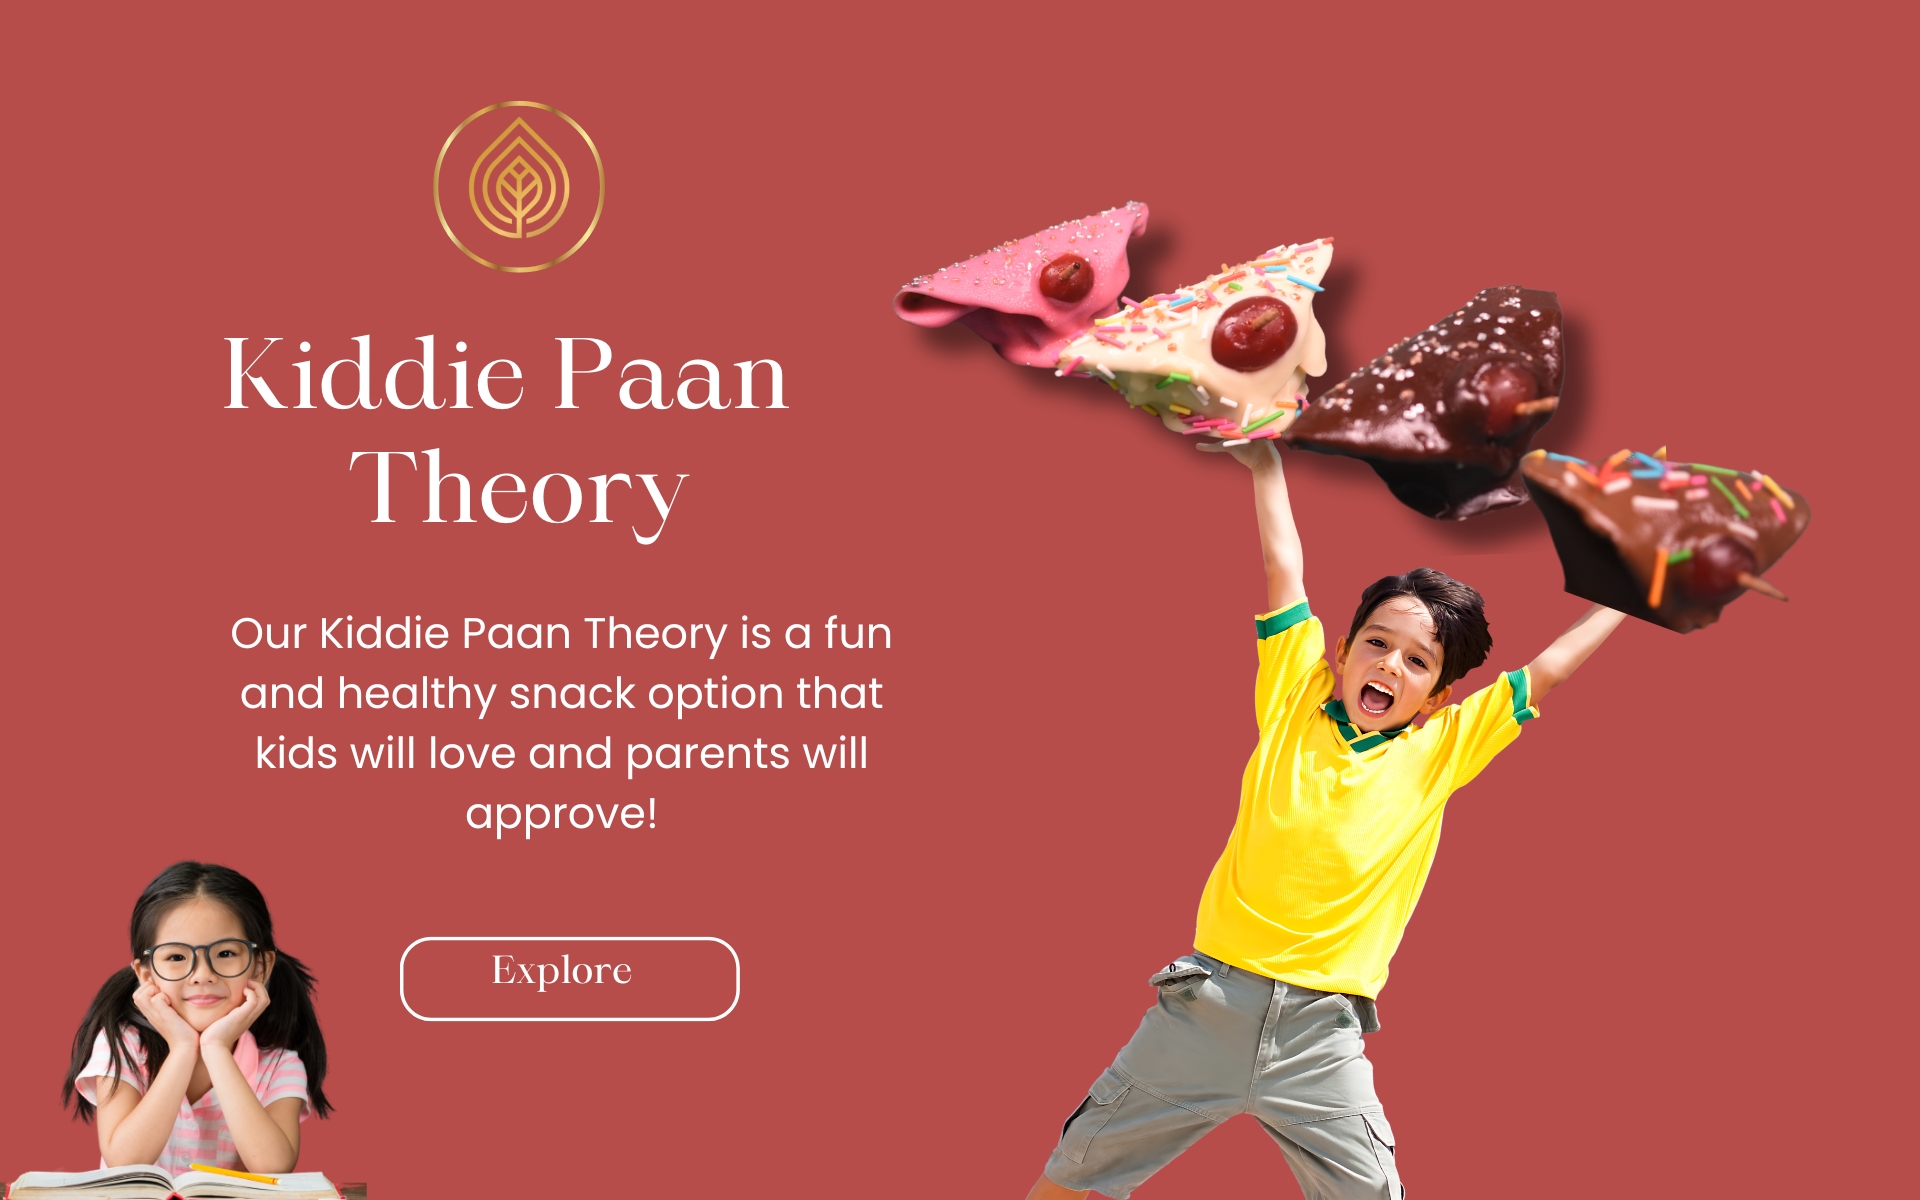 Kiddie Paan
Theory
Our Kiddie Paan Theory is a fun
and healthy snack option that
kids will love and parents will
approve!
Explore